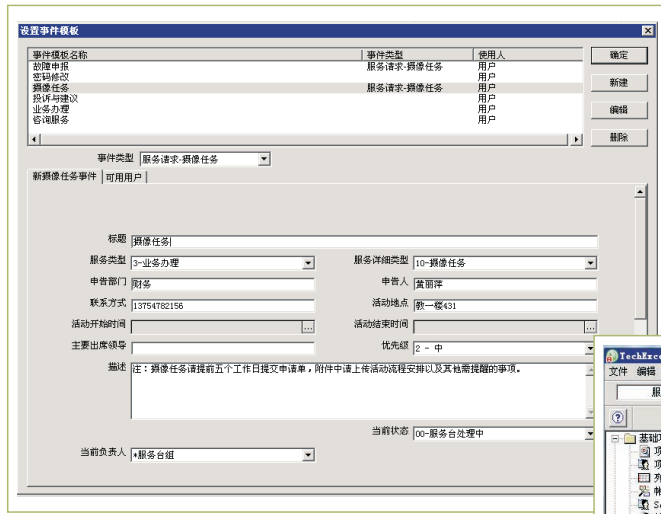 设置事件模板
事件模板名称 事件类型 使用人
故障申报 服务请求-摄像任务 用户
密码修改 用户
摄像任务 服务请求-摄像任务 用户
投诉与建议 用户
业务办理 用户
咨询服务 用户
确定
新建
编辑
删除
事件类型 服务请求-摄像任务
新摄像任务事件 可用用户
标题 摄像任务
服务类型 3-业务办理 服务详细类型 10-摄像任务
申告部门 财务 申告人 黄丽萍
联系方式 13754782156 活动地点 教一楼431
活动开始时间 ... 活动结束时间 ...
主要出席领导 优先级 2 - 中
描述 注：摄像任务请提前五个工作日提交申请单，附件中请上传活动流程安排以及其他需提醒的事项。
当前状态 00-服务台处理中
当前负责人 *服务台组
TechExce
文件 编辑
服
基础项
项
项
列
帐
Se